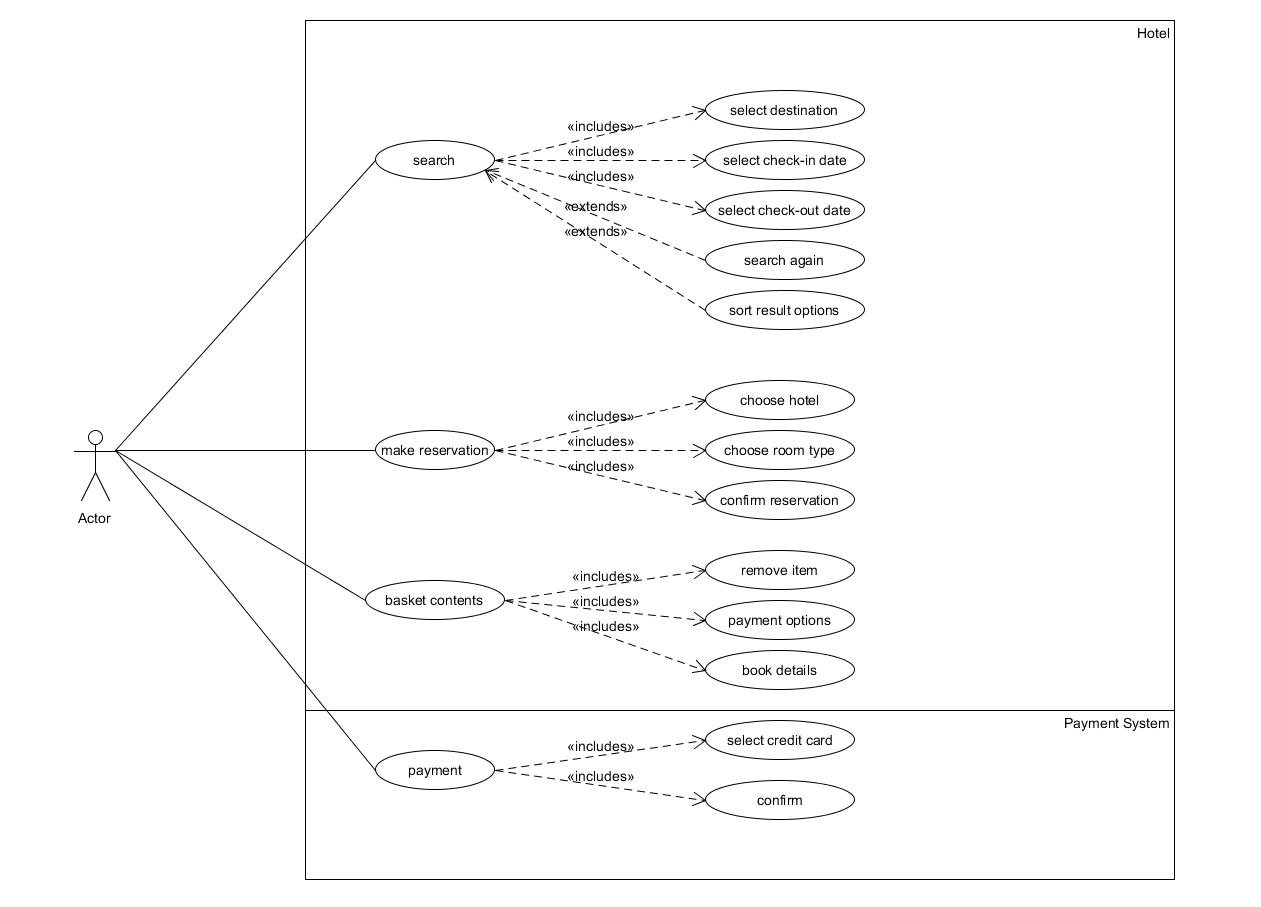 Hotel
select destination
«includes»
search
«includes»
select check-in date
«includes»
select check-out date
«extends»
«extends»
search again
sort result options
choose hotel
«includes»
make reservation
«includes»
choose room type
«includes»
confirm reservation
Actor
remove item
«includes»
basket contents
«includes»
payment options
«includes»
book details
Payment System
select credit card
«includes»
payment
«includes»
confirm